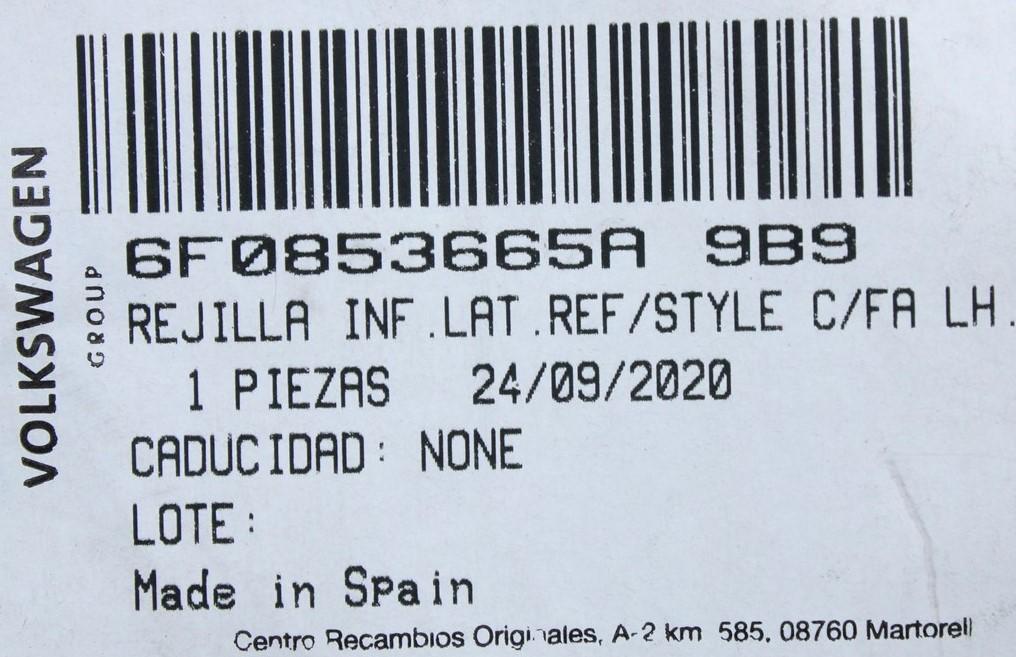 VOLKSWAGEN
GROUP
6F0853665A 9B9
REJILLA INF.LAT.REF/STYLE C/FA LH.
1 PIEZAS 24/09/2020
CADUCIDAD: NONE
LOTE:
Made in Spain
Centro Recambios Originales, A-2 km 585, 08760 Martorell